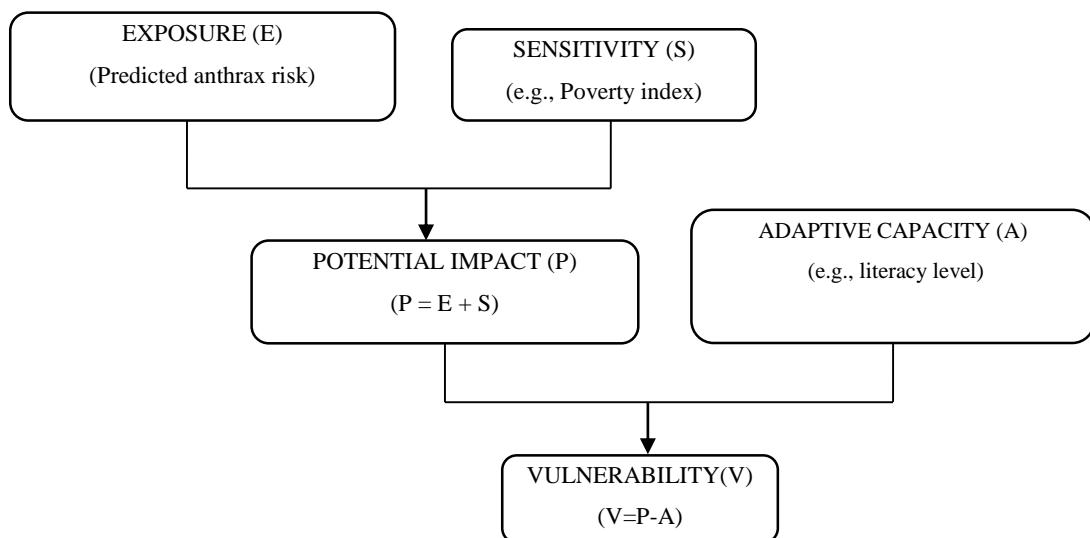 EXPOSURE (E)
(Predicted anthrax risk)
SENSITIVITY (S)
(e.g., Poverty index)
POTENTIAL IMPACT (P)
(P = E + S)
ADAPTIVE CAPACITY (A)
(e.g., literacy level)
VULNERABILITY(V)
(V=P-A)